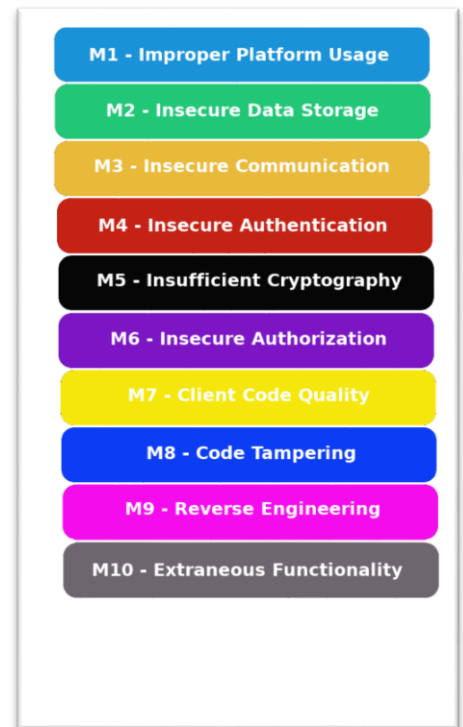 M1 - Improper Platform Usage
M2 - Insecure Data Storage
M3 - Insecure Communication
M4 - Insecure Authentication
M5 - Insufficient Cryptography
M6 - Insecure Authorization
M7 - Client Code Quality
M8 - Code Tampering
M9 - Reverse Engineering
M10 - Extraneous Functionality